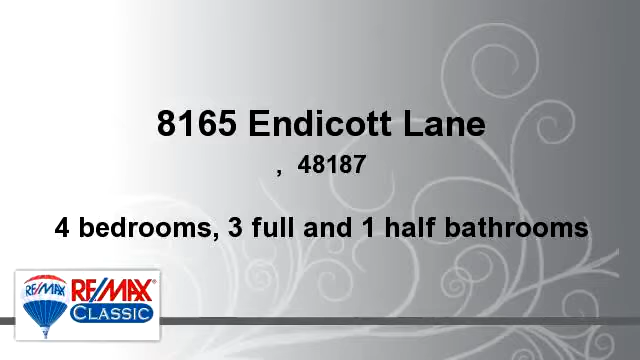 8165 Endicott Lane
, 48187
4 bedrooms, 3 full and 1 half bathrooms
RE/MAX RE/MAX®
CLASSIC